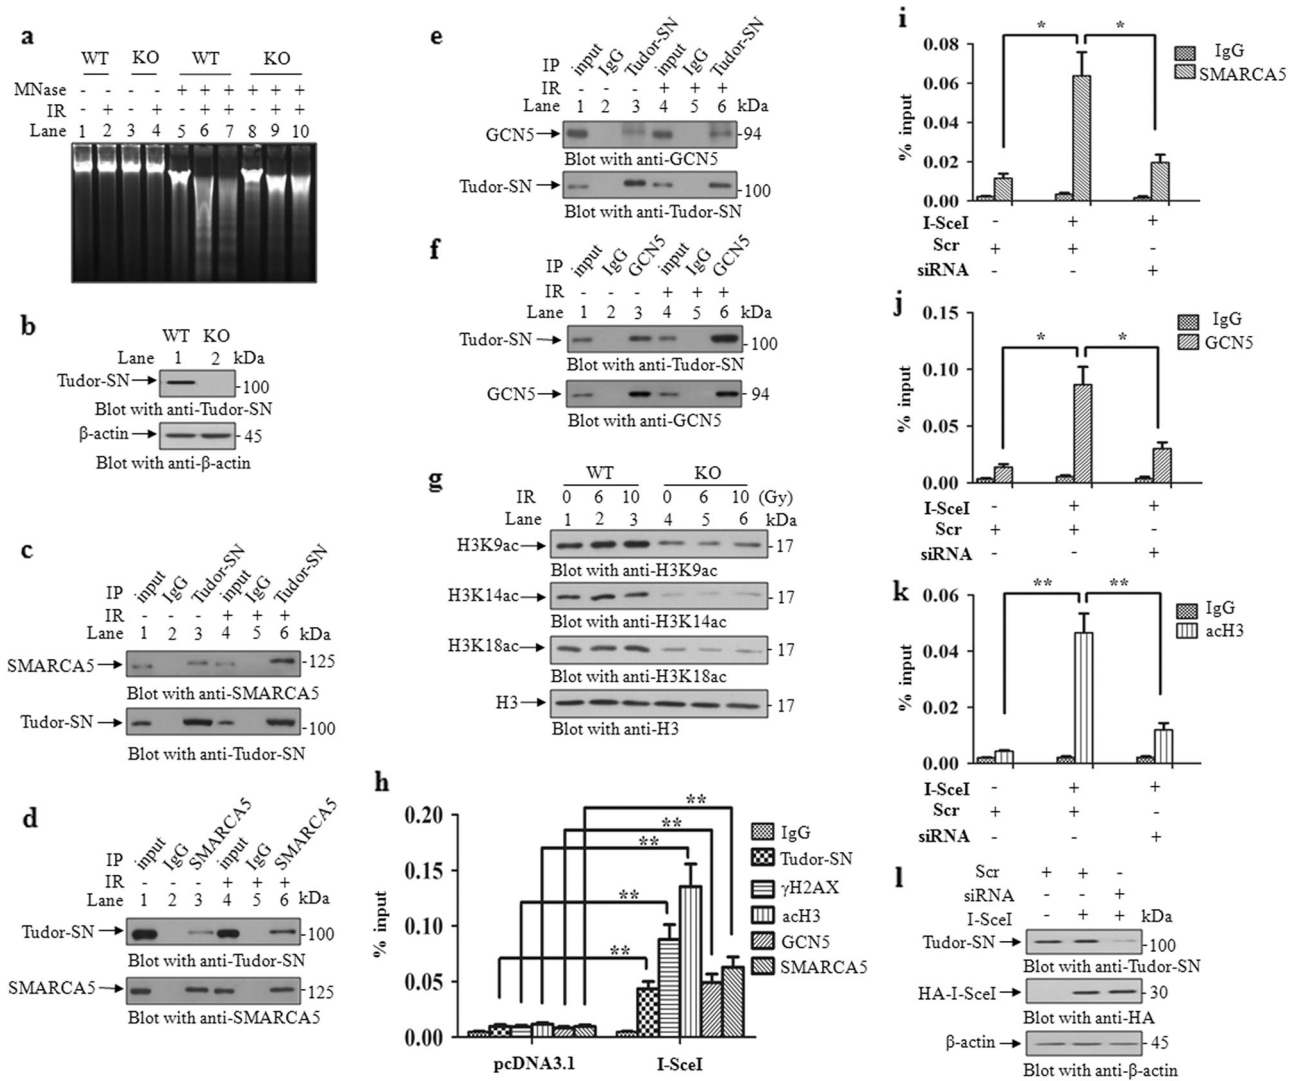 a
WT KO WT KO
MNase - - - - + + + + + +
IR - + - + - + + - + +
Lane 1 2 3 4 5 6 7 8 9 10
b
WT KO
Lane 1 2 kDa
Tudor-SN 100
Blot with anti-Tudor-SN
β-actin 45
Blot with anti-β-actin
c
IP input IgG Tudor-SN input IgG Tudor-SN
IR - - - + + +
Lane 1 2 3 4 5 6 kDa
SMARCA5 -125
Blot with anti-SMARCA5
Tudor-SN 100
Blot with anti-Tudor-SN
d
IP input IgG SMARCA5 input IgG SMARCA5
IR - - - + + +
Lane 1 2 3 4 5 6 kDa
Tudor-SN 100
Blot with anti-Tudor-SN
SMARCA5 125
Blot with anti-SMARCA5
e
IP input IgG Tudor-SN input IgG Tudor-SN
IR - - - + + +
Lane 1 2 3 4 5 6 kDa
GCN5 -94
Blot with anti-GCN5
Tudor-SN 100
Blot with anti-Tudor-SN
f
IP input IgG GCN5 input IgG GCN5
IR - - - + + +
Lane 1 2 3 4 5 6 kDa
Tudor-SN 100
Blot with anti-Tudor-SN
GCN5 - 94
Blot with anti-GCN5
g
WT KO
IR 0 6 10 0 6 10 (Gy)
Lane 1 2 3 4 5 6 kDa
H3K9ac - 17
Blot with anti-H3K9ac
H3K14ac - 17
Blot with anti-H3K14ac
H3K18ac - 17
Blot with anti-H3K18ac
H3 - 17
Blot with anti-H3
h
% input
0.20
0.15
0.10
0.05
0.00
** ** ** ** **
pcDNA3.1 I-SceI
IgG
Tudor-SN
γH2AX
acH3
GCN5
SMARCA5
i
% input
0.08
0.06
0.04
0.02
0.00
* *
IgG
SMARCA5
I-SceI - + +
Scr + + -
siRNA - - +
j
% input
0.15
0.10
0.05
0.00
* *
IgG
GCN5
I-SceI - + +
Scr + + -
siRNA - - +
k
% input
0.06
0.04
0.02
0.00
** **
IgG
acH3
I-SceI - + +
Scr + + -
siRNA - - +
l
Scr + + -
siRNA - - +
I-SceI - + + kDa
Tudor-SN 100
Blot with anti-Tudor-SN
HA-I-SceI 30
Blot with anti-HA
β-actin 45
Blot with anti-β-actin